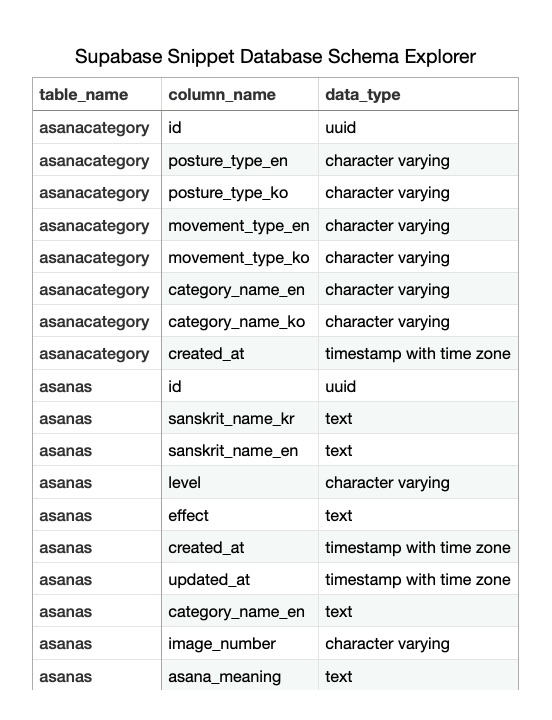 Supabase Snippet Database Schema Explorer
table_name column_name data_type
asanacategory id uuid
asanacategory posture_type_en character varying
asanacategory posture_type_ko character varying
asanacategory movement_type_en character varying
asanacategory movement_type_ko character varying
asanacategory category_name_en character varying
asanacategory category_name_ko character varying
asanacategory created_at timestamp with time zone
asanas id uuid
asanas sanskrit_name_kr text
asanas sanskrit_name_en text
asanas level character varying
asanas effect text
asanas created_at timestamp with time zone
asanas updated_at timestamp with time zone
asanas category_name_en text
asanas image_number character varying
asanas asana_meaning text